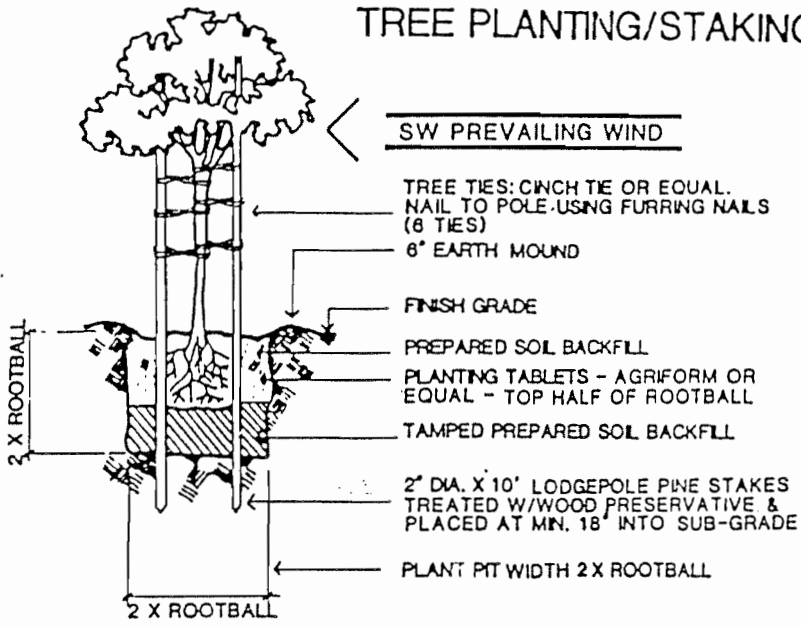 TREE PLANTING/STAKING
SW PREVAILING WIND
TREE TIES: CINCH TIE OR EQUAL.
NAIL TO POLE USING FURRING NAILS
(6 TIES)
6" EARTH MOUND
FINISH GRADE
PREPARED SOIL BACKFILL
PLANTING TABLETS - AGRIFORM OR
EQUAL - TOP HALF OF ROOTBALL
TAMPED PREPARED SOIL BACKFILL
2" DIA. X 10' LODGEPOLE PINE STAKES
TREATED W/WOOD PRESERVATIVE &
PLACED AT MIN. 18" INTO SUB-GRADE
PLANT PIT WIDTH 2 X ROOTBALL
2 X ROOTBALL
2 X ROOTBALL